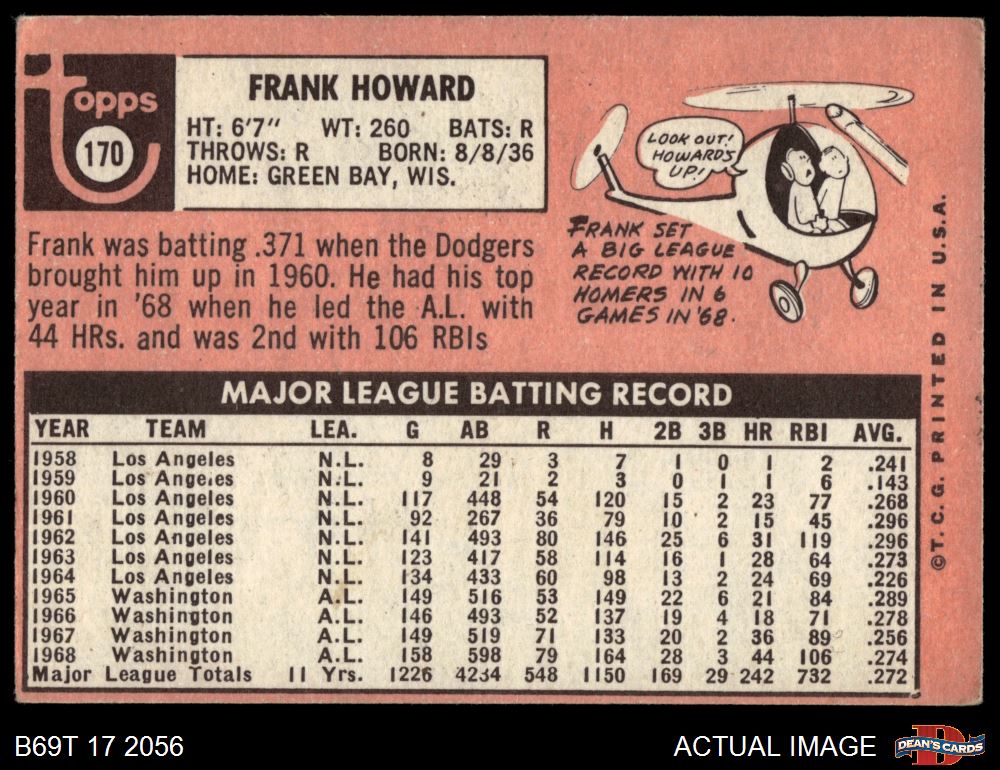 Topps
170
FRANK HOWARD
HT: 6'7" WT: 260 BATS: R
THROWS: R BORN: 8/8/36
HOME: GREEN BAY, WIS.
Frank was batting .371 when the Dodgers
brought him up in 1960. He had his top
year in '68 when he led the A.L. with
44 HRs. and was 2nd with 106 RBIs
LOOK OUT!
HOWARD'S
UP!
FRANK SET
A BIG LEAGUE
RECORD WITH 10
HOMERS IN 6
GAMES IN '68.
MAJOR LEAGUE BATTING RECORD
YEAR TEAM LEA. G AB R H 2B 3B HR RBI AVG.
1958 Los Angeles N.L. 8 29 3 7 1 0 1 2 .241
1959 Los Angeles N.L. 9 21 2 3 0 1 1 6 .143
1960 Los Angeles N.L. 117 448 54 120 15 2 23 77 .268
1961 Los Angeles N.L. 92 267 36 79 10 2 15 45 .296
1962 Los Angeles N.L. 141 493 80 146 25 6 31 119 .296
1963 Los Angeles N.L. 123 417 58 114 16 1 28 64 .273
1964 Los Angeles N.L. 134 433 60 98 13 2 24 69 .226
1965 Washington A.L. 149 516 53 149 22 6 21 84 .289
1966 Washington A.L. 146 493 52 137 19 4 18 71 .278
1967 Washington A.L. 149 519 71 133 20 2 36 89 .256
1968 Washington A.L. 158 598 79 164 28 3 44 106 .274
Major League Totals 11 Yrs. 1226 4234 548 1150 169 29 242 732 .272
©T. C. G. PRINTED IN U.S.A.
B69T 17 2056
ACTUAL IMAGE
D
DEAN'S CARDS